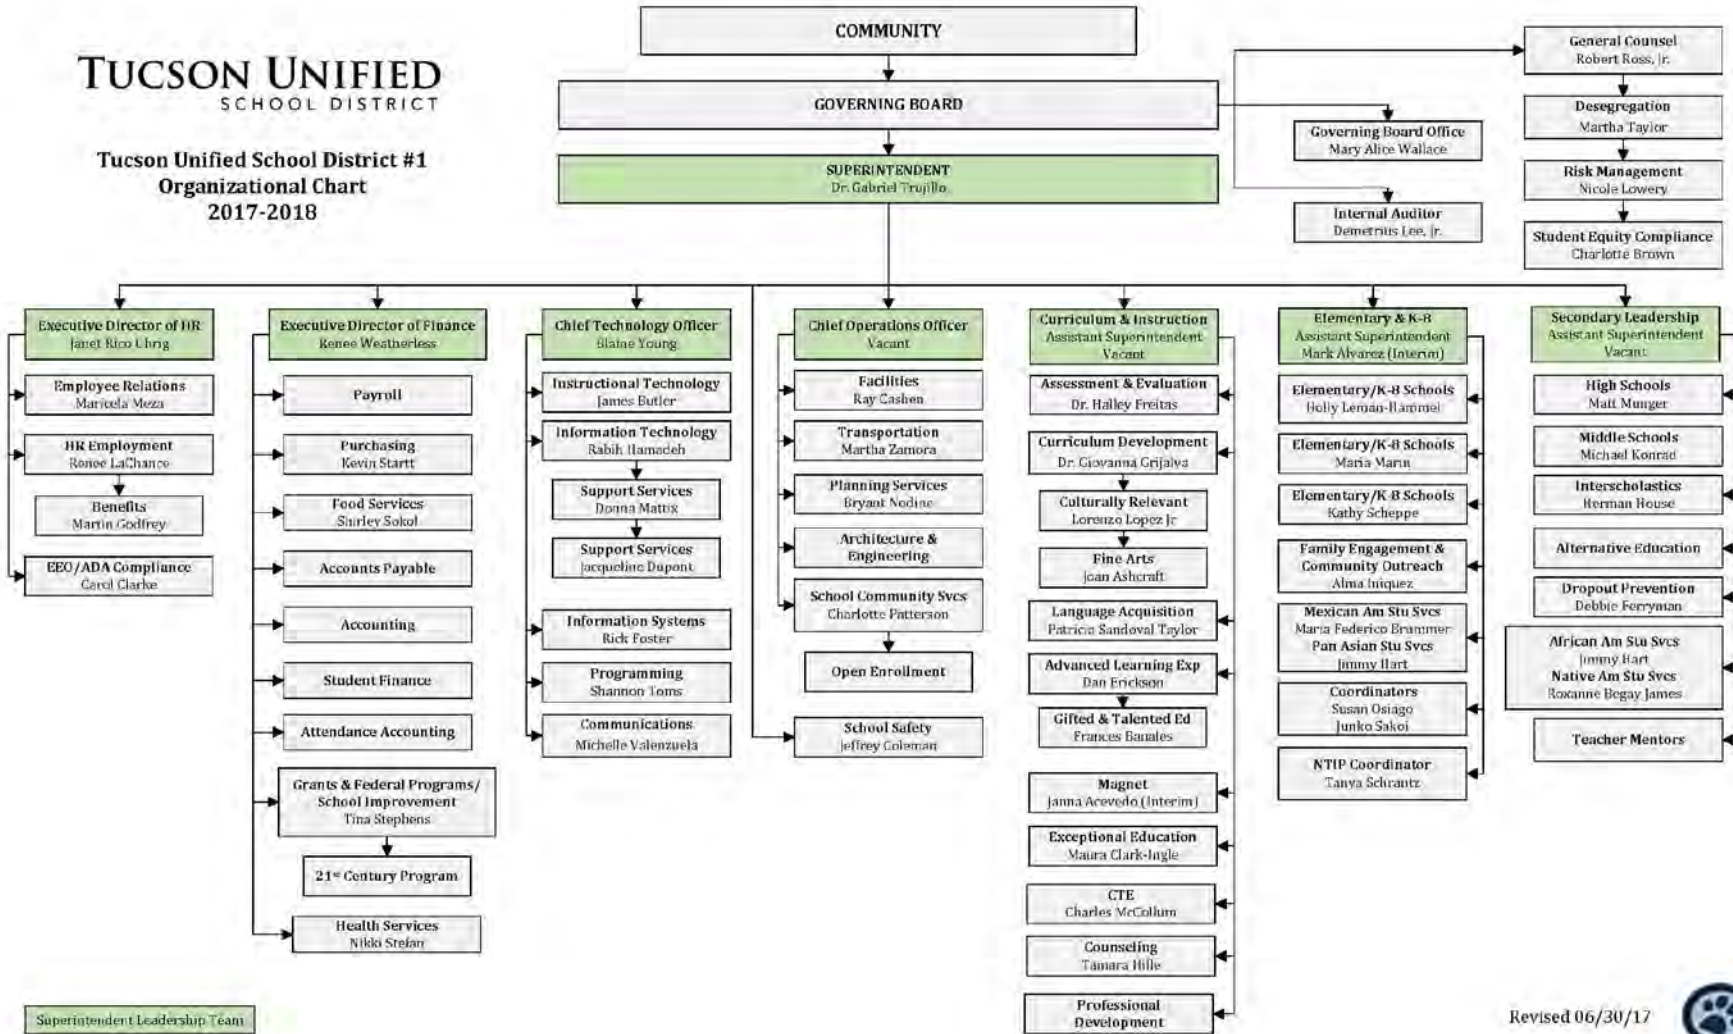 TUCSON UNIFIED
SCHOOL DISTRICT
Tucson Unified School District #1
Organizational Chart
2017-2018
COMMUNITY
GOVERNING BOARD
SUPERINTENDENT
Dr. Gabriel Trujillo
Governing Board Office
Mary Alice Wallace
Internal Auditor
Demetrius Lee, Jr.
General Counsel
Robert Ross, Jr.
Desegregation
Martha Taylor
Risk Management
Nicole Lowery
Student Equity Compliance
Charlotte Brown
Executive Director of HR
Janet Rico Uhrig
Employee Relations
Maricela Meza
HR Employment
Renee LaChance
Benefits
Martin Godfrey
EEO/ADA Compliance
Carol Clarke
Executive Director of Finance
Renee Weatherless
Payroll
Purchasing
Kevin Startt
Food Services
Shirley Sokol
Accounts Payable
Accounting
Student Finance
Attendance Accounting
Grants & Federal Programs/
School Improvement
Tina Stephens
21st Century Program
Health Services
Nikki Stefan
Chief Technology Officer
Blaine Young
Instructional Technology
James Butler
Information Technology
Rabih Hamadeh
Support Services
Donna Mattix
Support Services
Jacqueline Dupont
Information Systems
Rick Foster
Programming
Shannon Toms
Communications
Michelle Valenzuela
Chief Operations Officer
Vacant
Facilities
Ray Cashen
Transportation
Martha Zamora
Planning Services
Bryant Nodine
Architecture &
Engineering
School Community Svcs
Charlotte Patterson
Open Enrollment
School Safety
Jeffrey Coleman
Curriculum & Instruction
Assistant Superintendent
Vacant
Assessment & Evaluation
Dr. Halley Freitas
Curriculum Development
Dr. Giovanna Grijalva
Culturally Relevant
Lorenzo Lopez Jr
Fine Arts
Joan Ashcraft
Language Acquisition
Patricia Sandoval Taylor
Advanced Learning Exp
Dan Erickson
Gifted & Talented Ed
Frances Banales
Magnet
Janna Acevedo (Interim)
Exceptional Education
Maura Clark-Ingle
CTE
Charles McCollum
Counseling
Tamara Hille
Professional
Development
Elementary & K-8
Assistant Superintendent
Mark Alvarez (Interim)
Elementary/K-8 Schools
Holly Leman-Hammel
Elementary/K-8 Schools
Maria Marin
Elementary/K-8 Schools
Kathy Scheppe
Family Engagement &
Community Outreach
Alma Iniquez
Mexican Am Stu Svcs
Maria Federico Brummer
Pan Asian Stu Svcs
Jimmy Hart
Coordinators
Susan Osiago
Junko Sakoi
NTIP Coordinator
Tanya Schrantz
Secondary Leadership
Assistant Superintendent
Vacant
High Schools
Matt Munger
Middle Schools
Michael Konrad
Interscholastics
Herman House
Alternative Education
Dropout Prevention
Debbie Ferryman
African Am Stu Svcs
Jimmy Hart
Native Am Stu Svcs
Roxanne Begay James
Teacher Mentors
Superintendent Leadership Team
Revised 06/30/17